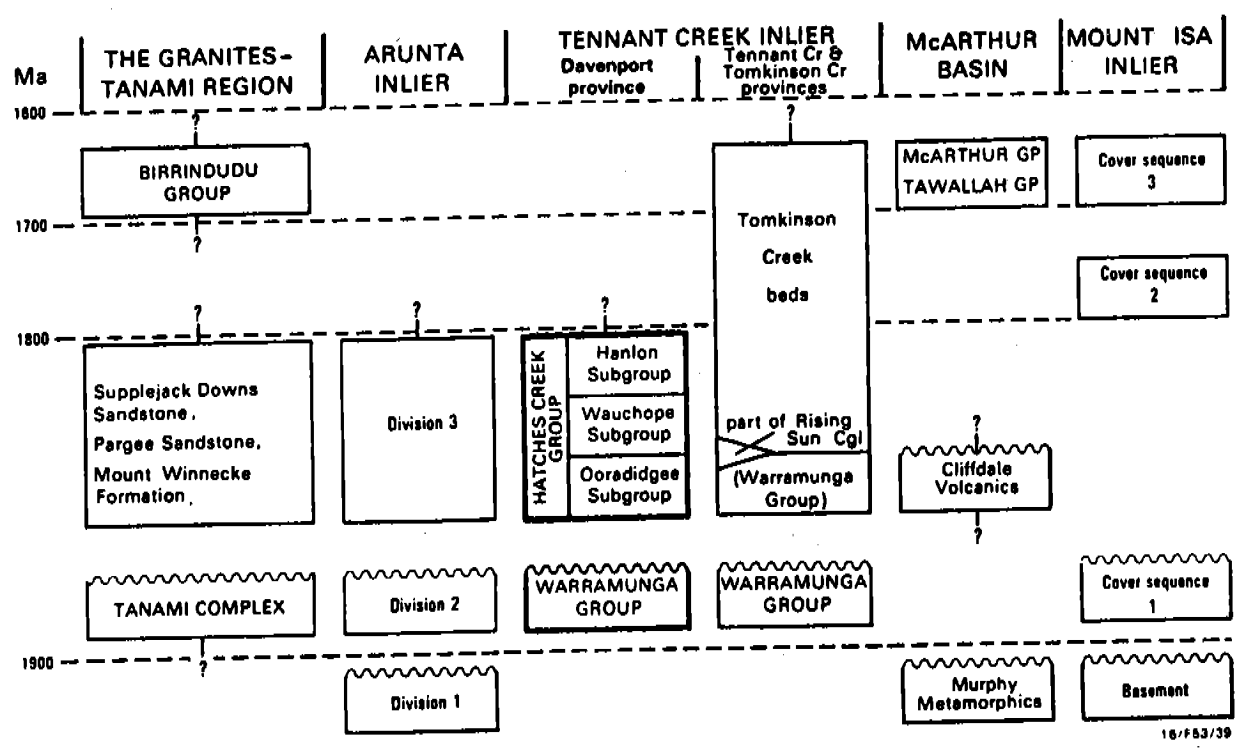 Ma
THE GRANITES-
TANAMI REGION
ARUNTA
INLIER
TENNANT CREEK INLIER
Davenport
province
Tennant Cr &
Tomkinson Cr
provinces
McARTHUR
BASIN
MOUNT ISA
INLIER
1600
?
?
BIRRINDUDU
GROUP
McARTHUR GP
TAWALLAH GP
Cover sequence
3
1700
?
Tomkinson
Creek
beds
Cover sequence
2
?
?
?
1800
Supplejack Downs
Sandstone,
Pargee Sandstone,
Mount Winnecke
Formation,
Division 3
HATCHES CREEK
GROUP
Hanlon
Subgroup
Wauchope
Subgroup
Ooradidgee
Subgroup
part of Rising
Sun Cgl
(Warramunga
Group)
?
Cliffdale
Volcanics
?
TANAMI COMPLEX
Division 2
WARRAMUNGA
GROUP
WARRAMUNGA
GROUP
Cover sequence
1
1900
?
Division 1
Murphy
Metamorphics
Basement
16/F53/39